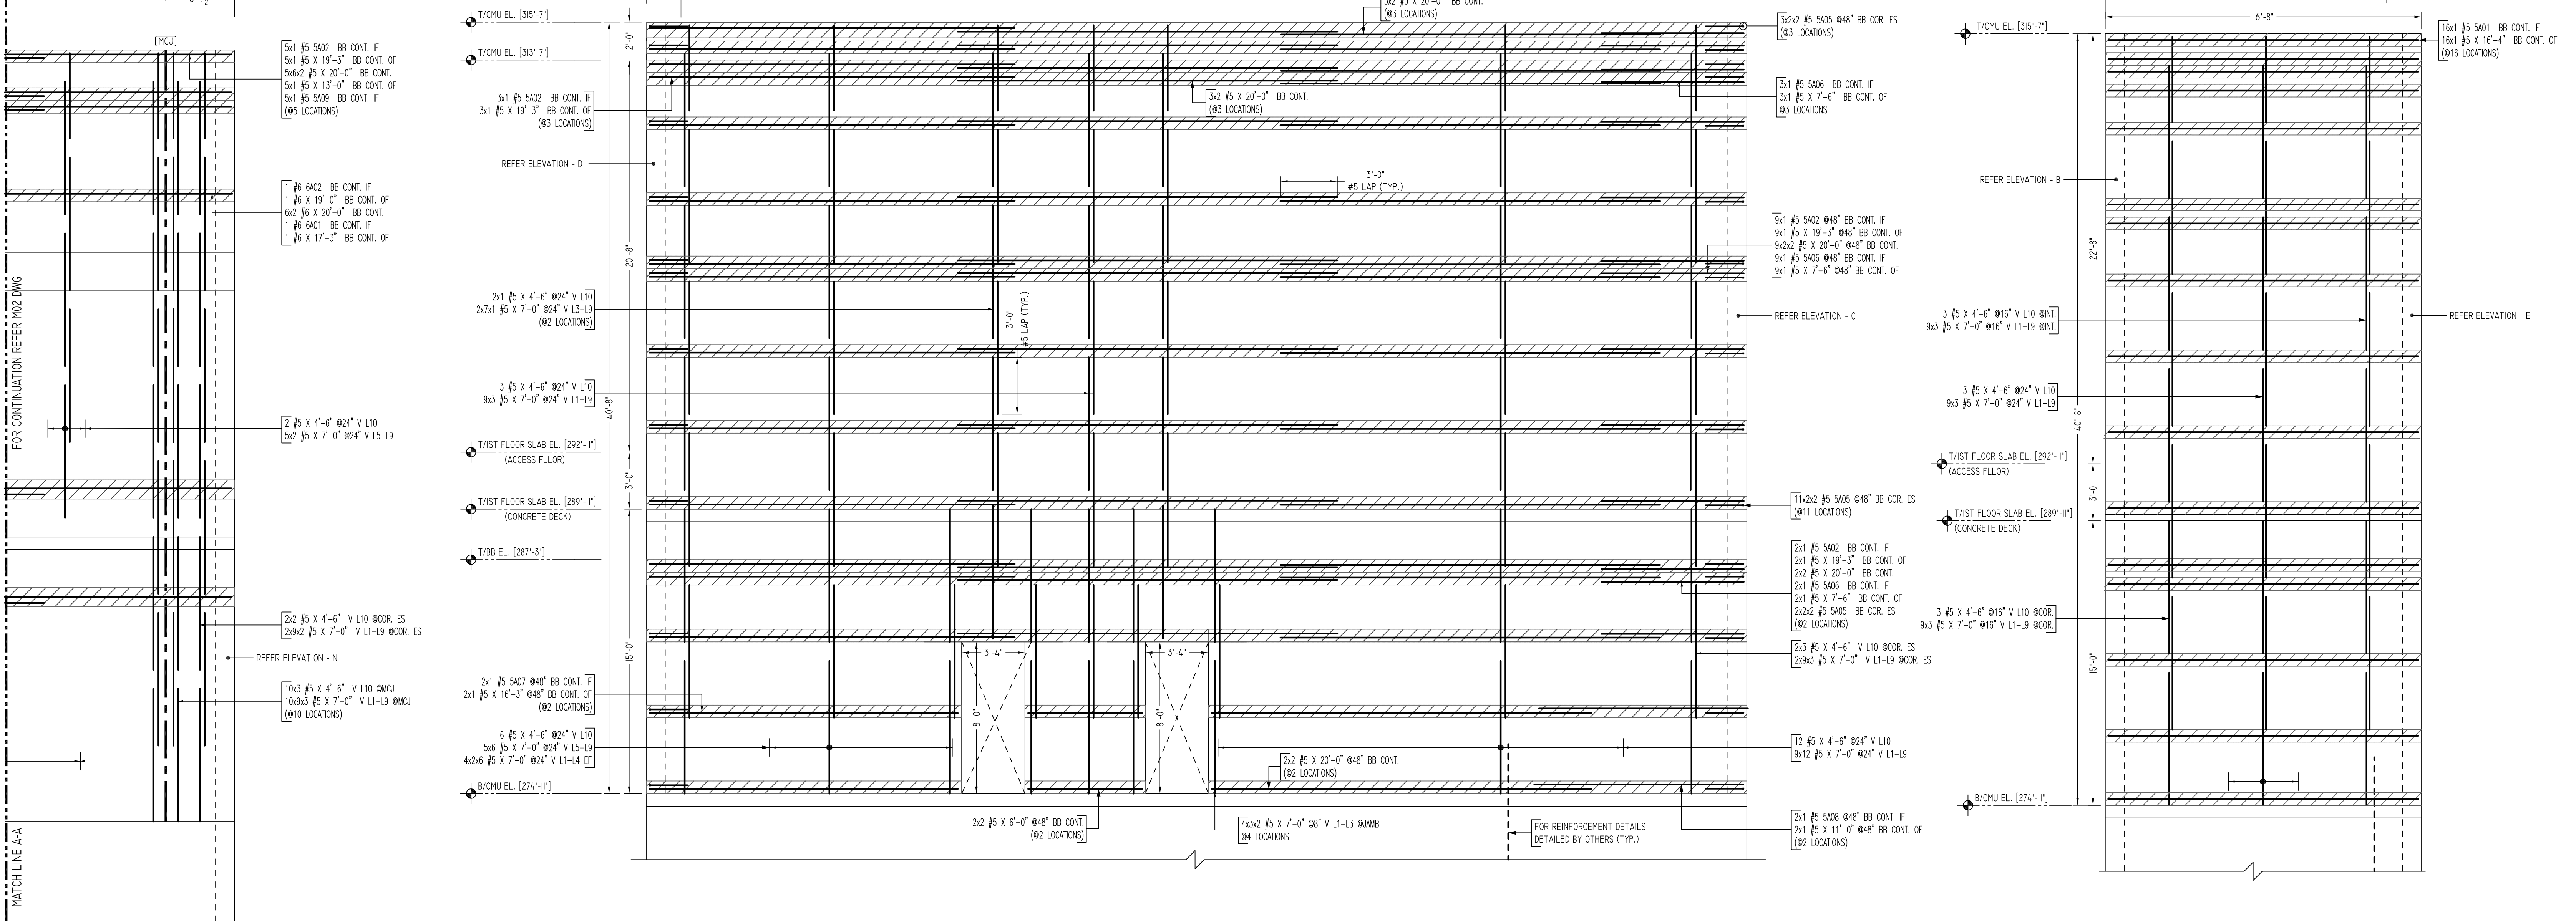 MCJ
5x1 #5 5A02 BB CONT. IF
5x1 #5 X 19'-3" BB CONT. OF
5x6x2 #5 X 20'-0" BB CONT.
5x1 #5 X 13'-0" BB CONT. OF
5x1 #5 5A09 BB CONT. IF
(@5 LOCATIONS)
1 #6 6A02 BB CONT. IF
1 #6 X 19'-0" BB CONT. OF
6x2 #6 X 20'-0" BB CONT.
1 #6 6A01 BB CONT. IF
1 #6 X 17'-3" BB CONT. OF
FOR CONTINUATION REFER M02 DWG
2 #5 X 4'-6" @24" V L10
5x2 #5 X 7'-0" @24" V L5-L9
2x2 #5 X 4'-6" V L10 @COR. ES
2x9x2 #5 X 7'-0" V L1-L9 @COR. ES
REFER ELEVATION - N
10x3 #5 X 4'-6" V L10 @MCJ
10x9x3 #5 X 7'-0" V L1-L9 @MCJ
(@10 LOCATIONS)
MATCH LINE A-A
T/CMU EL. [315'-7"]
2'-0"
T/CMU EL. [313'-7"]
3x1 #5 5A02 BB CONT. IF
3x1 #5 X 19'-3" BB CONT. OF
(@3 LOCATIONS)
REFER ELEVATION - D
20'-8"
2x1 #5 X 4'-6" @24" V L10
2x7x1 #5 X 7'-0" @24" V L3-L9
(@2 LOCATIONS)
3 #5 X 4'-6" @24" V L10
9x3 #5 X 7'-0" @24" V L1-L9
40'-8"
T/1ST FLOOR SLAB EL. [292'-11"]
(ACCESS FLLOR)
3'-0"
T/1ST FLOOR SLAB EL. [289'-11"]
(CONCRETE DECK)
T/BB EL. [287'-3"]
15'-0"
2x1 #5 5A07 @48" BB CONT. IF
2x1 #5 X 16'-3" @48" BB CONT. OF
(@2 LOCATIONS)
6 #5 X 4'-6" @24" V L10
5x6 #5 X 7'-0" @24" V L5-L9
4x2x6 #5 X 7'-0" @24" V L1-L4 EF
B/CMU EL. [274'-11"]
3x2 #5 X 20'-0" BB CONT.
(@3 LOCATIONS)
3x2 #5 X 20'-0" BB CONT.
(@3 LOCATIONS)
3'-0"
#5 LAP (TYP.)
3'-0"
#5 LAP (TYP.)
3'-4"
8'-0"
3'-4"
8'-0"
2x2 #5 X 20'-0" @48" BB CONT.
(@2 LOCATIONS)
2x2 #5 X 6'-0" @48" BB CONT.
(@2 LOCATIONS)
4x3x2 #5 X 7'-0" @8" V L1-L3 @JAMB
@4 LOCATIONS
FOR REINFORCEMENT DETAILS
DETAILED BY OTHERS (TYP.)
3x2x2 #5 5A05 @48" BB COR. ES
(@3 LOCATIONS)
3x1 #5 5A06 BB CONT. IF
3x1 #5 X 7'-6" BB CONT. OF
@3 LOCATIONS
9x1 #5 5A02 @48" BB CONT. IF
9x1 #5 X 19'-3" @48" BB CONT. OF
9x2x2 #5 X 20'-0" @48" BB CONT.
9x1 #5 5A06 @48" BB CONT. IF
9x1 #5 X 7'-6" @48" BB CONT. OF
REFER ELEVATION - C
11x2x2 #5 5A05 @48" BB COR. ES
(@11 LOCATIONS)
2x1 #5 5A02 BB CONT. IF
2x1 #5 X 19'-3" BB CONT. OF
2x2 #5 X 20'-0" BB CONT.
2x1 #5 5A06 BB CONT. IF
2x1 #5 X 7'-6" BB CONT. OF
2x2x2 #5 5A05 BB COR. ES
(@2 LOCATIONS)
2x3 #5 X 4'-6" V L10 @COR. ES
2x9x3 #5 X 7'-0" V L1-L9 @COR. ES
12 #5 X 4'-6" @24" V L10
9x12 #5 X 7'-0" @24" V L1-L9
2x1 #5 5A08 @48" BB CONT. IF
2x1 #5 X 11'-0" @48" BB CONT. OF
(@2 LOCATIONS)
16'-8"
T/CMU EL. [315'-7"]
16x1 #5 5A01 BB CONT. IF
16x1 #5 X 16'-4" BB CONT. OF
(@16 LOCATIONS)
REFER ELEVATION - B
22'-8"
3 #5 X 4'-6" @16" V L10 @INT.
9x3 #5 X 7'-0" @16" V L1-L9 @INT.
REFER ELEVATION - E
3 #5 X 4'-6" @24" V L10
9x3 #5 X 7'-0" @24" V L1-L9
40'-8"
T/1ST FLOOR SLAB EL. [292'-11"]
(ACCESS FLLOR)
3'-0"
T/1ST FLOOR SLAB EL. [289'-11"]
(CONCRETE DECK)
3 #5 X 4'-6" @16" V L10 @COR.
9x3 #5 X 7'-0" @16" V L1-L9 @COR.
15'-0"
B/CMU EL. [274'-11"]